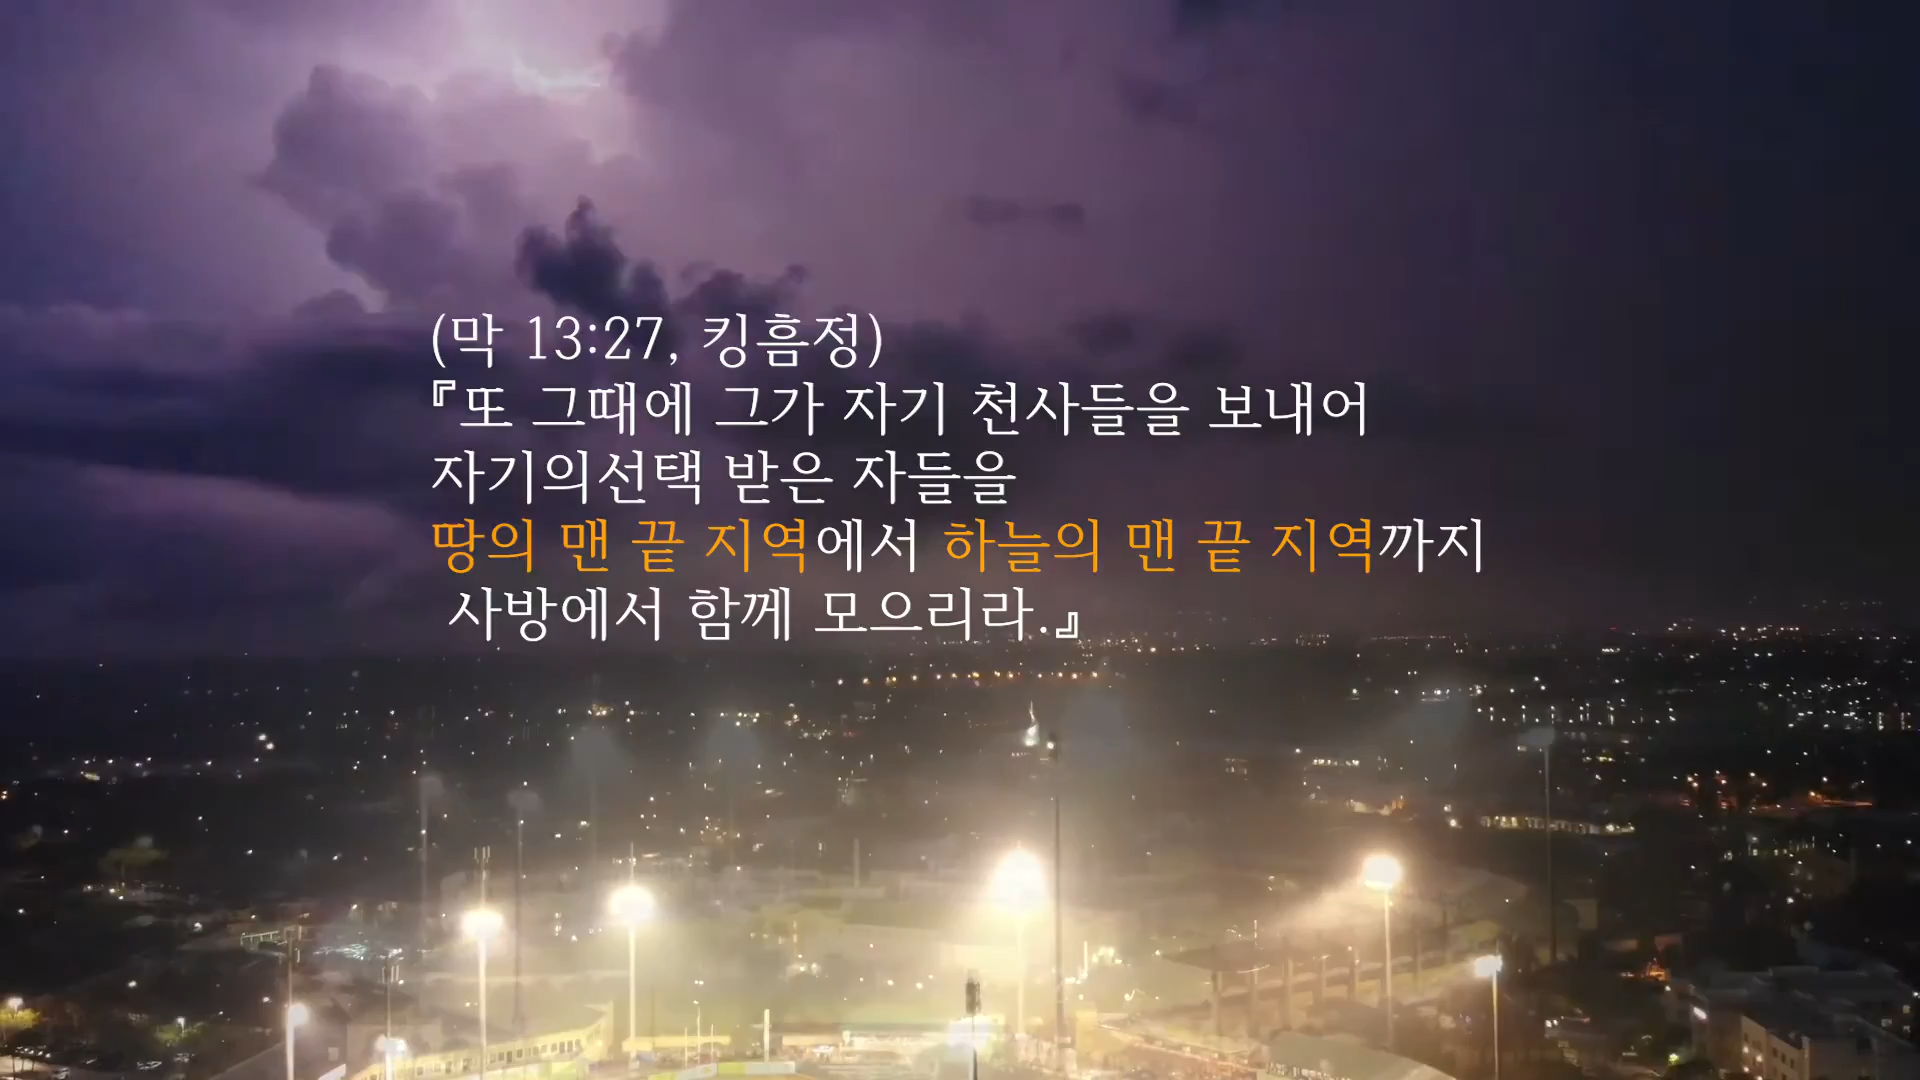 (막 13:27, 킹흠정)
『또 그때에 그가 자기 천사들을 보내어
자기의선택 받은 자들을
땅의 맨 끝 지역에서 하늘의 맨 끝 지역까지
사방에서 함께 모으리라.』